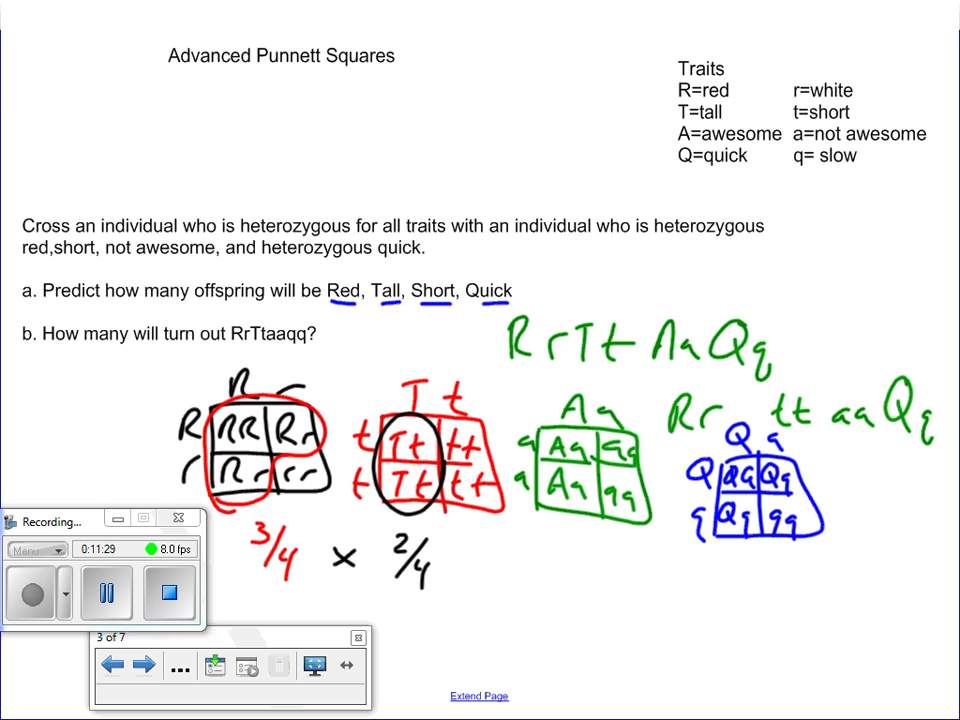 Advanced Punnett Squares
Traits
R=red r=white
T=tall t=short
A=awesome a=not awesome
Q=quick q= slow
Cross an individual who is heterozygous for all traits with an individual who is heterozygous
red,short, not awesome, and heterozygous quick.
a. Predict how many offspring will be Red, Tall, Short, Quick
b. How many will turn out RrTtaaqq?
RrTt AaQq
Rr tt aaQq
R r
R RR Rr
r Rr rr
T t
t Tt tt
t Tt tt
A a
a Aa aa
a Aa aa
Q q
Q QQ Qq
q Qq qq
3/4 x 2/4
Recording...
Menu 0:11:29 8.0 fps
3 of 7
Extend Page